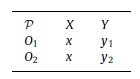 𝒫 X Y
O₁ x y₁
O₂ x y₂